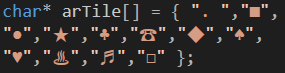 char* arTile[] = { ". ","■",
"●","★","♣","☎","◆","♠",
"♥","♨","♬","□" };